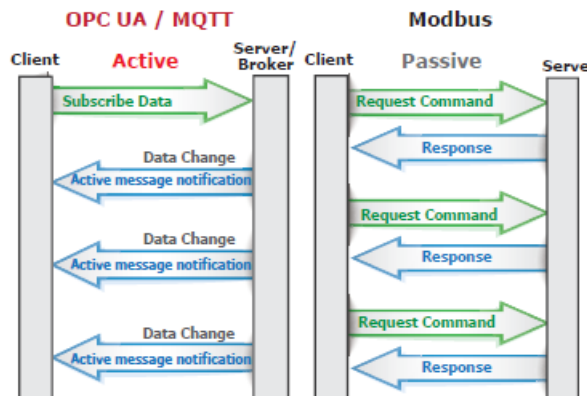 OPC UA / MQTT
Modbus
Client
Active
Server/
Broker
Client
Passive
Serve
Subscribe Data
Request Command
Data Change
Response
Active message notification
Request Command
Data Change
Response
Active message notification
Request Command
Data Change
Response
Active message notification